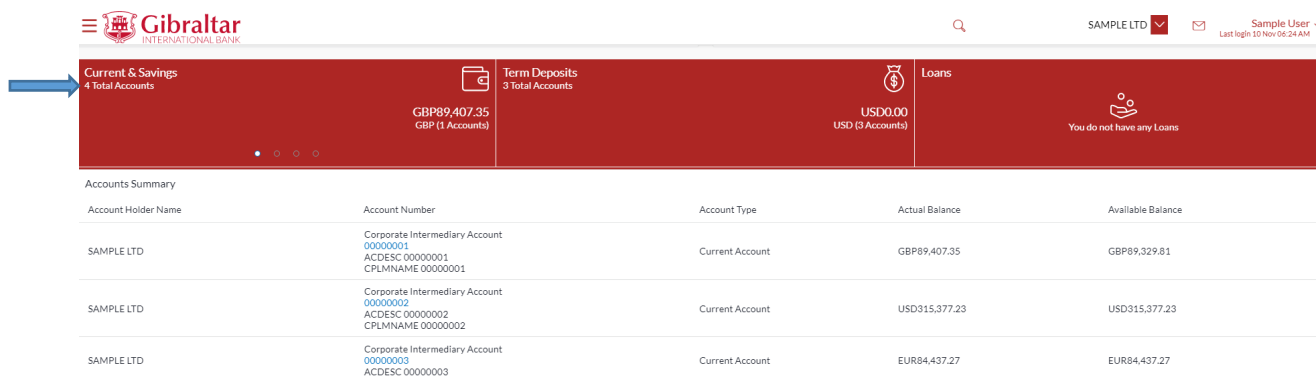 Gibraltar
INTERNATIONAL BANK
SAMPLE LTD
Sample User
Last login 10 Nov 06:24 AM
Current & Savings
4 Total Accounts
GBP89,407.35
GBP (1 Accounts)
Term Deposits
3 Total Accounts
USD0.00
USD (3 Accounts)
Loans
You do not have any Loans
Accounts Summary
Account Holder Name Account Number Account Type Actual Balance Available Balance
Corporate Intermediary Account
00000001
SAMPLE LTD Current Account GBP89,407.35 GBP89,329.81
ACDESC 00000001
CPLMNAME 00000001
Corporate Intermediary Account
00000002
SAMPLE LTD Current Account USD315,377.23 USD315,377.23
ACDESC 00000002
CPLMNAME 00000002
Corporate Intermediary Account
SAMPLE LTD 00000003 Current Account EUR84,437.27 EUR84,437.27
ACDESC 00000003